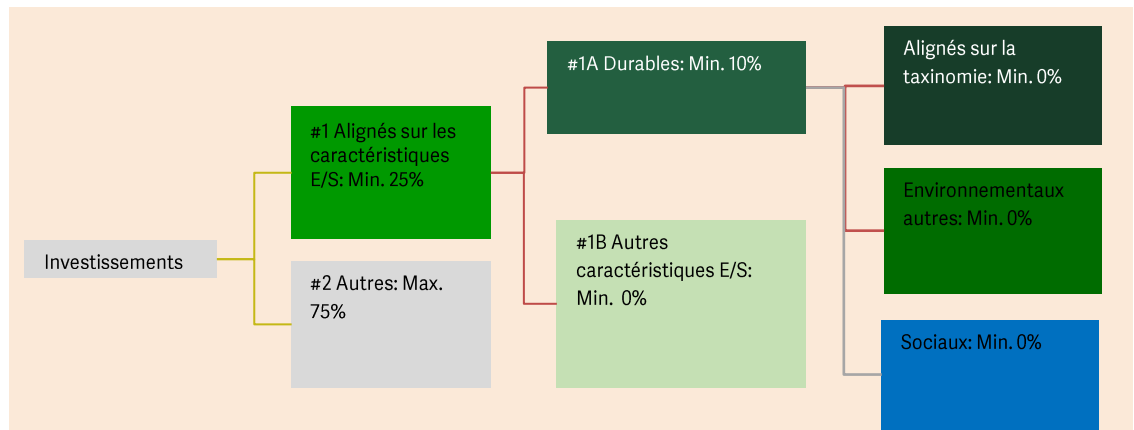 Investissements
#1 Alignés sur les
caractéristiques
E/S: Min. 25%
#2 Autres: Max.
75%
#1A Durables: Min. 10%
#1B Autres
caractéristiques E/S:
Min.  0%
Alignés sur la
taxinomie: Min. 0%
Environnementaux
autres: Min. 0%
Sociaux: Min. 0%